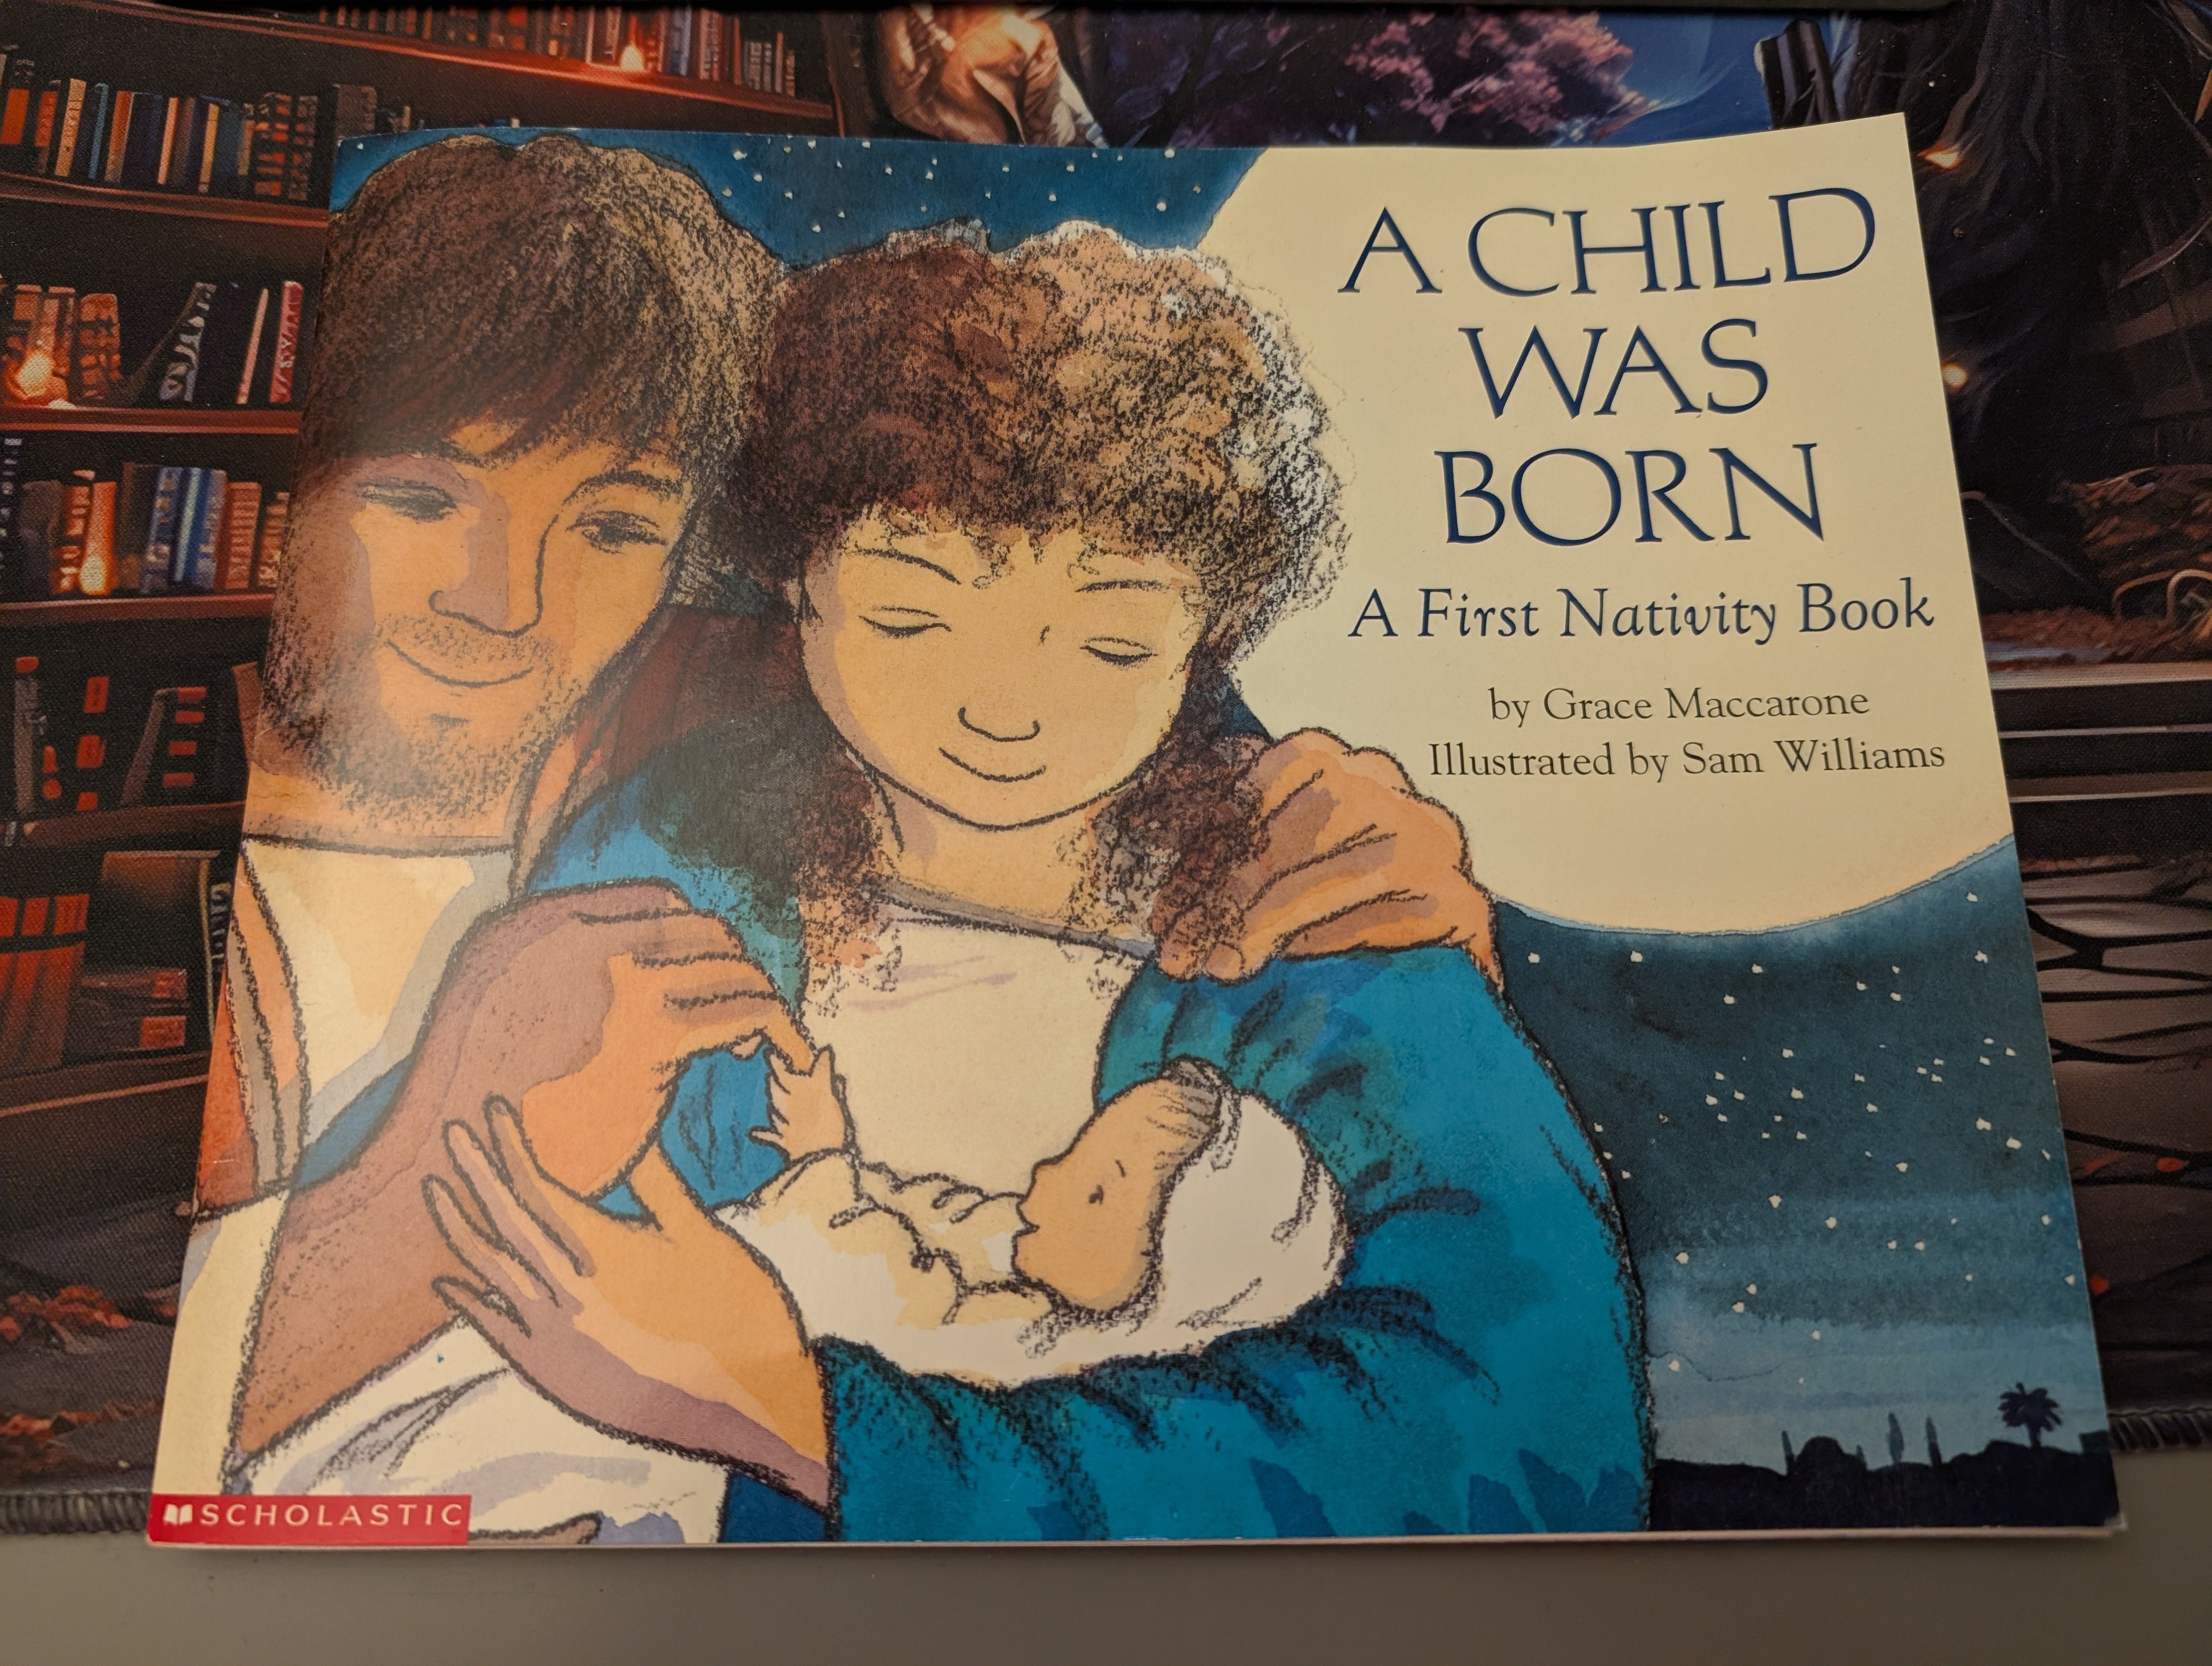 A CHILD
WAS
BORN
A First Nativity Book
by Grace Maccarone
Illustrated by Sam Williams
SCHOLASTIC